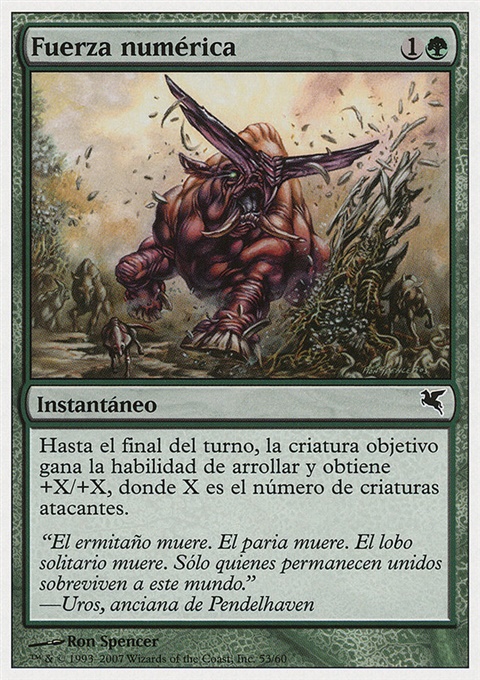 Fuerza numérica 1
Instantáneo
Hasta el final del turno, la criatura objetivo
gana la habilidad de arrollar y obtiene
+X/+X, donde X es el número de criaturas
atacantes.
“El ermitaño muere. El paria muere. El lobo
solitario muere. Sólo quienes permanecen unidos
sobreviven a este mundo.”
—Uros, anciana de Pendelhaven
Ron Spencer
™ & © 1993–2007 Wizards of the Coast, Inc. 53/60